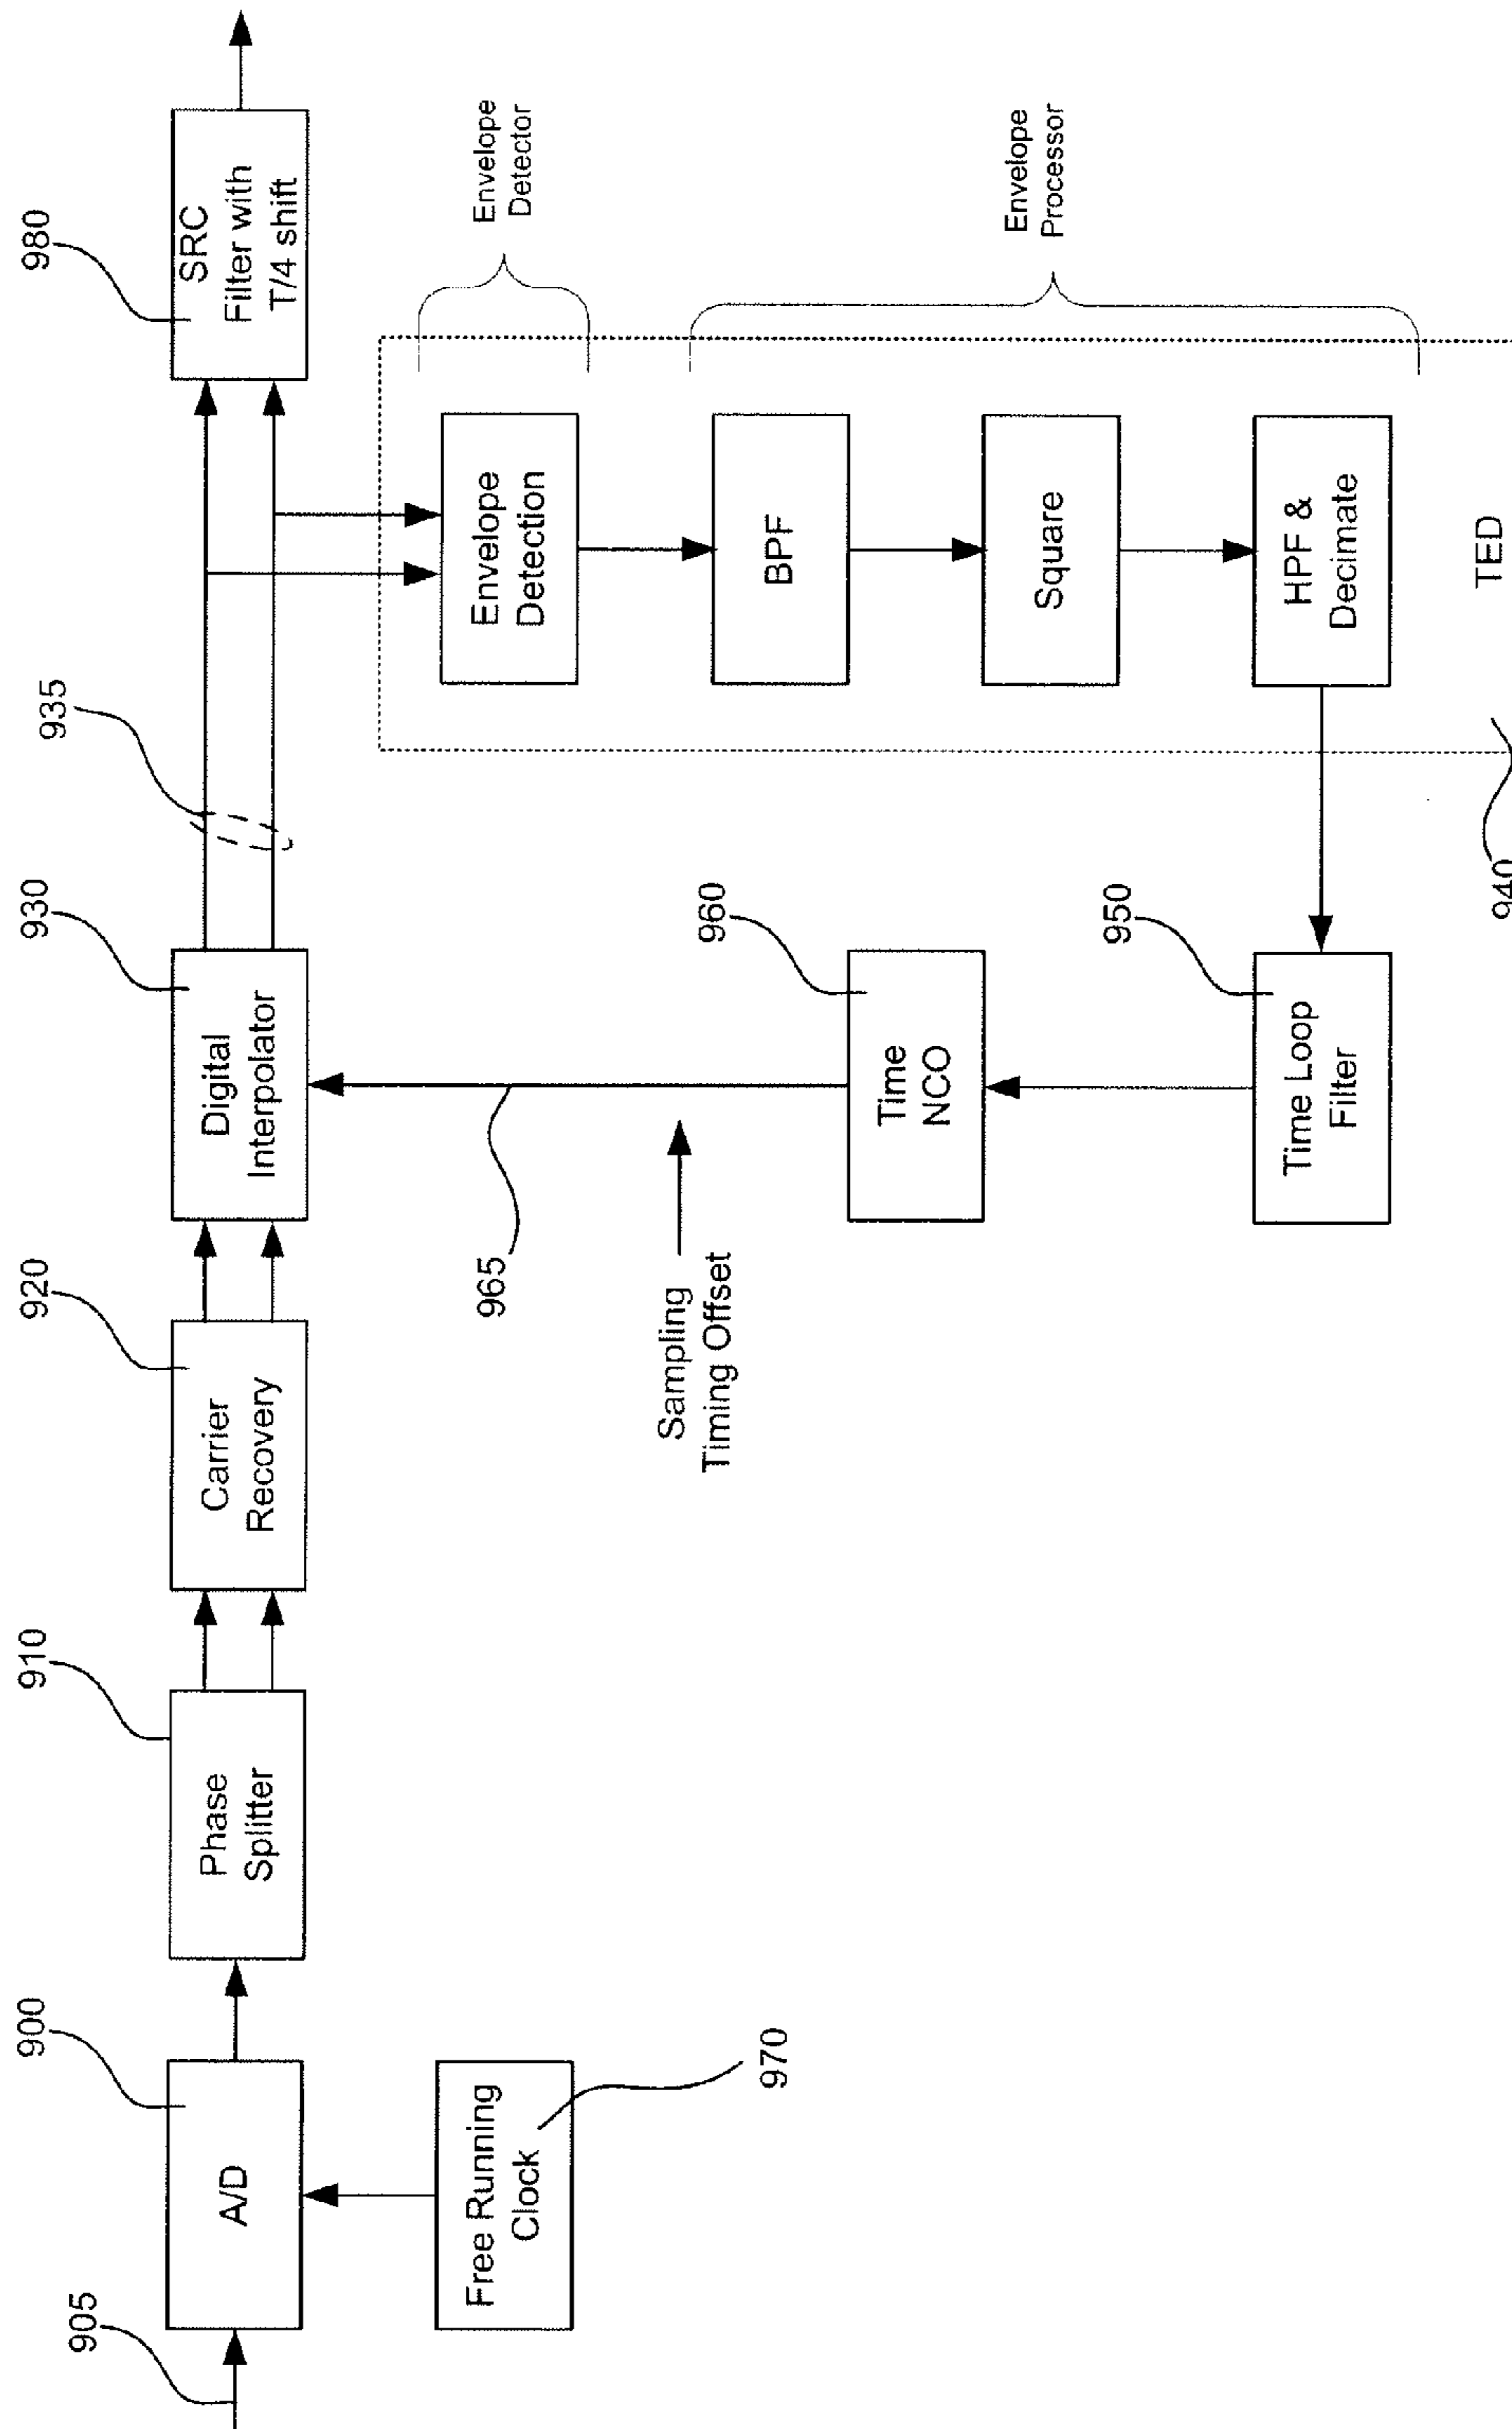 905
900
A/D
Free Running
Clock
970
910
Phase
Splitter
920
Carrier
Recovery
930
Digital
Interpolator
935
980
SRC
Filter with
T/4 shift
965
Sampling
Timing Offset
960
Time
NCO
950
Time Loop
Filter
Envelope
Detection
BPF
Square
HPF &
Decimate
TED
940
Envelope
Detector
Envelope
Processor